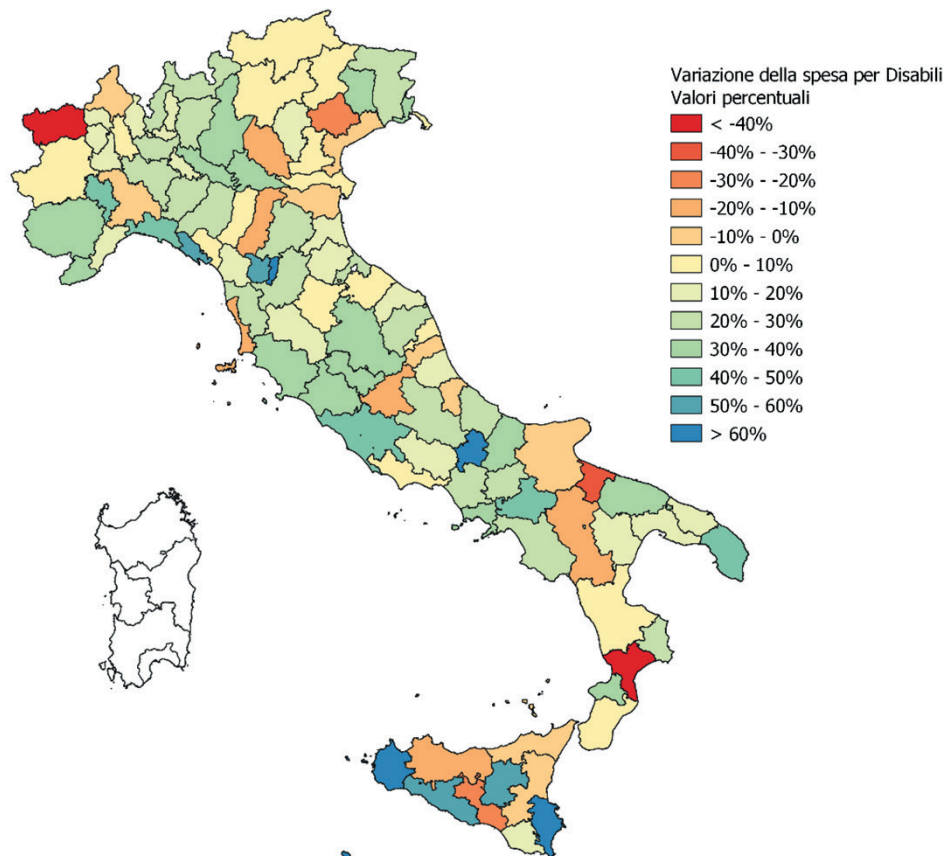 Variazione della spesa per Disabili
Valori percentuali
< -40%
-40% - -30%
-30% - -20%
-20% - -10%
-10% - 0%
0% - 10%
10% - 20%
20% - 30%
30% - 40%
40% - 50%
50% - 60%
> 60%